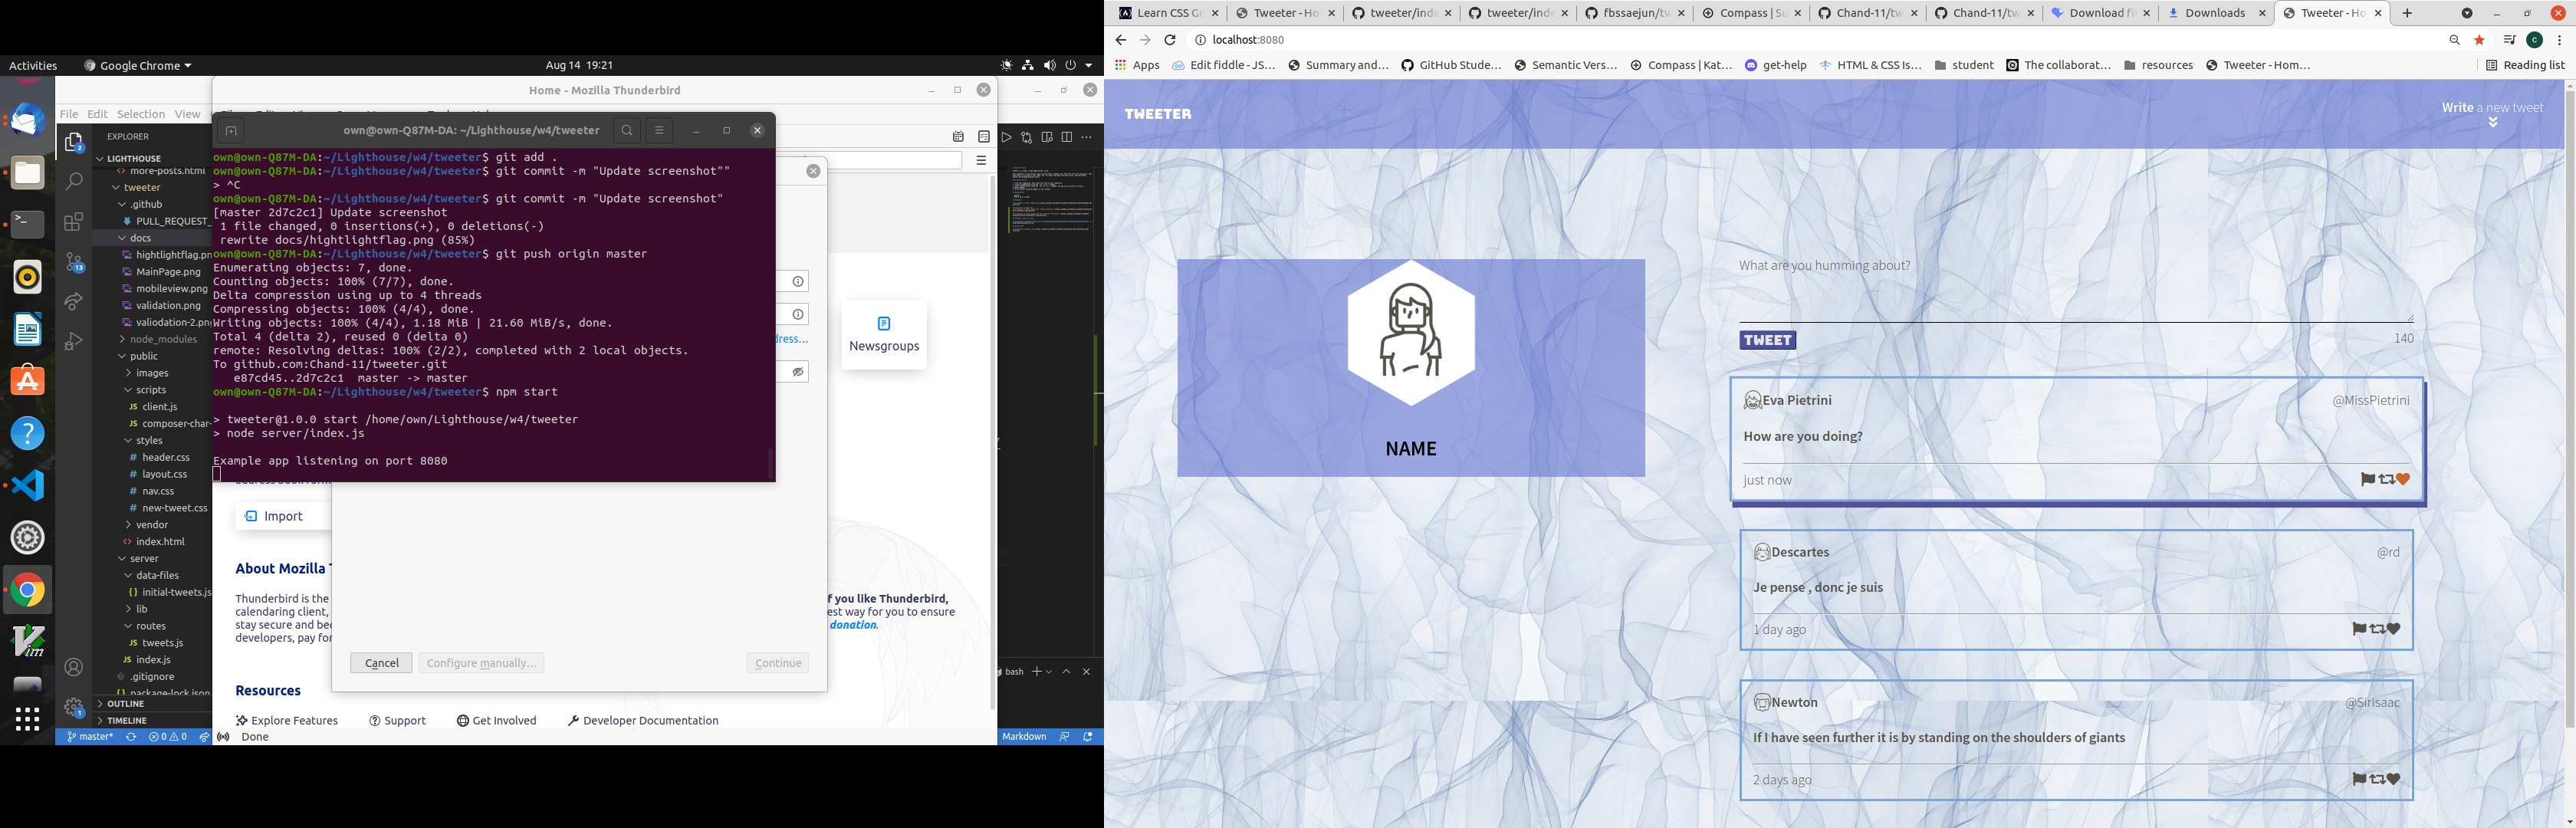 Activities
Google Chrome
Aug 14 19:21
Home - Mozilla Thunderbird
File Edit Selection View
own@own-Q87M-DA: ~/Lighthouse/w4/tweeter
EXPLORER
LIGHTHOUSE
more-posts.html
tweeter
.github
PULL_REQUEST_
docs
hightlightflag.pn
MainPage.png
mobileview.png
validation.png
valiodation-2.png
node_modules
public
images
scripts
client.js
composer-char-
styles
header.css
layout.css
nav.css
new-tweet.css
vendor
index.html
server
data-files
initial-tweets.js
lib
routes
tweets.js
index.js
.gitignore
package-lock.json
OUTLINE
TIMELINE
2
13
1
master*
0 0
own@own-Q87M-DA:~/Lighthouse/w4/tweeter$ git add .
own@own-Q87M-DA:~/Lighthouse/w4/tweeter$ git commit -m "Update screenshot""
> ^C
own@own-Q87M-DA:~/Lighthouse/w4/tweeter$ git commit -m "Update screenshot"
[master 2d7c2c1] Update screenshot
1 file changed, 0 insertions(+), 0 deletions(-)
rewrite docs/hightlightflag.png (85%)
own@own-Q87M-DA:~/Lighthouse/w4/tweeter$ git push origin master
Enumerating objects: 7, done.
Counting objects: 100% (7/7), done.
Delta compression using up to 4 threads
Compressing objects: 100% (4/4), done.
Writing objects: 100% (4/4), 1.18 MiB | 21.60 MiB/s, done.
Total 4 (delta 2), reused 0 (delta 0)
remote: Resolving deltas: 100% (2/2), completed with 2 local objects.
To github.com:Chand-11/tweeter.git
e87cd45..2d7c2c1 master -> master
own@own-Q87M-DA:~/Lighthouse/w4/tweeter$ npm start
> tweeter@1.0.0 start /home/own/Lighthouse/w4/tweeter
> node server/index.js
Example app listening on port 8080
Import
Newsgroups
dress…
About Mozilla T
Thunderbird is the
calendaring client,
stay secure and be
developers, pay for
f you like Thunderbird,
est way for you to ensure
donation.
Cancel
Configure manually…
Continue
Resources
Explore Features
Support
Get Involved
Developer Documentation
Done
bash
Markdown
Learn CSS Gr
Tweeter - Ho
tweeter/inde
tweeter/inde
fbssaejun/tw
Compass | Su
Chand-11/tw
Chand-11/tw
Download fi
Downloads
Tweeter - Ho
localhost:8080
Apps
Edit fiddle - JS…
Summary and…
GitHub Stude…
Semantic Vers…
Compass | Kat…
get-help
HTML & CSS Is…
student
The collaborat…
resources
Tweeter - Hom…
Reading list
TWEETER
Write a new tweet
NAME
What are you humming about?
TWEET
140
Eva Pietrini
@MissPietrini
How are you doing?
just now
Descartes
@rd
Je pense , donc je suis
1 day ago
Newton
@SirIsaac
If I have seen further it is by standing on the shoulders of giants
2 days ago